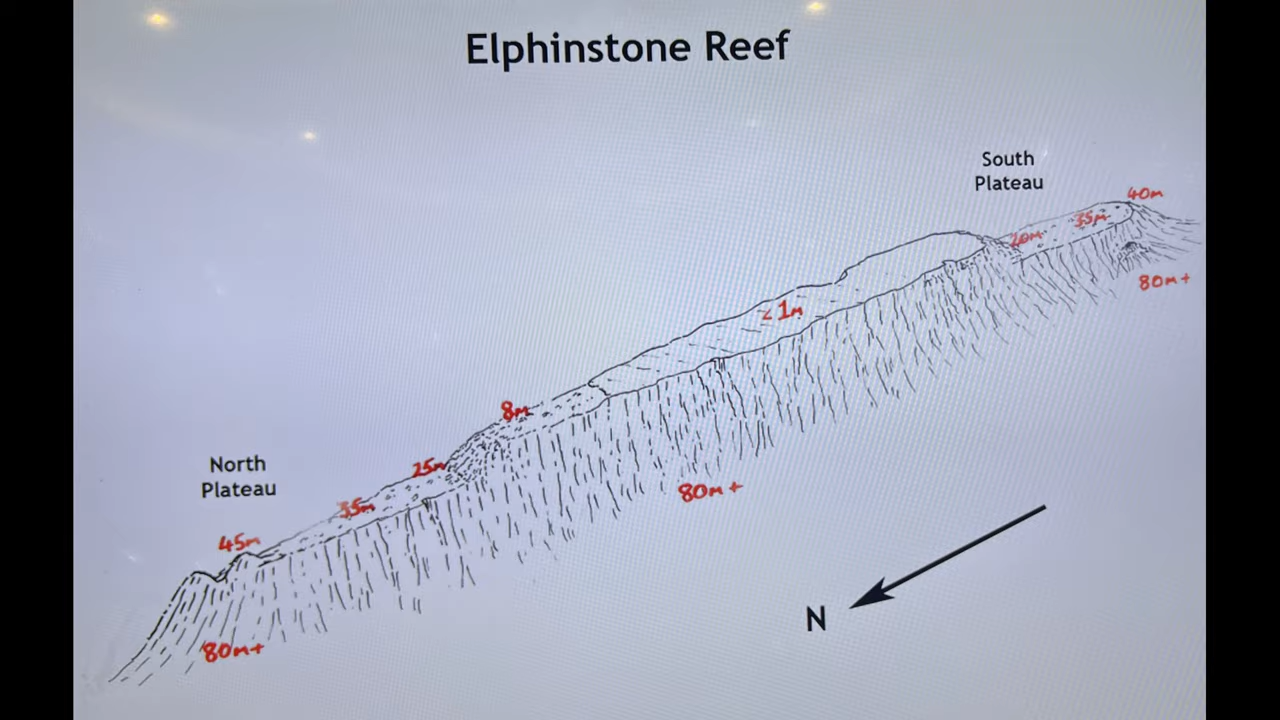 Elphinstone Reef
South
Plateau
40m
35m
20m
80m+
<1m
8m
25m
35m
North
Plateau
45m
80m+
80m+
N